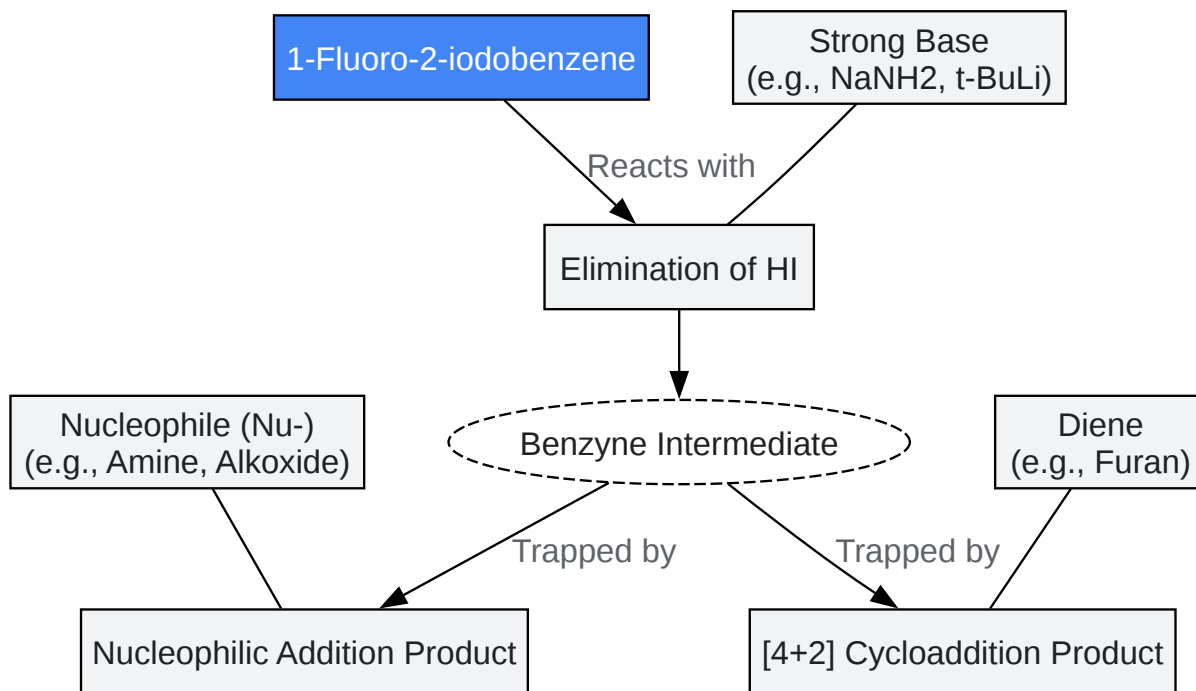 1-Fluoro-2-iodobenzene
Strong Base
(e.g., NaNH2, t-BuLi)
Reacts with
Elimination of HI
Nucleophile (Nu-)
(e.g., Amine, Alkoxide)
Benzyne Intermediate
Diene
(e.g., Furan)
Trapped by
Trapped by
Nucleophilic Addition Product
[4+2] Cycloaddition Product